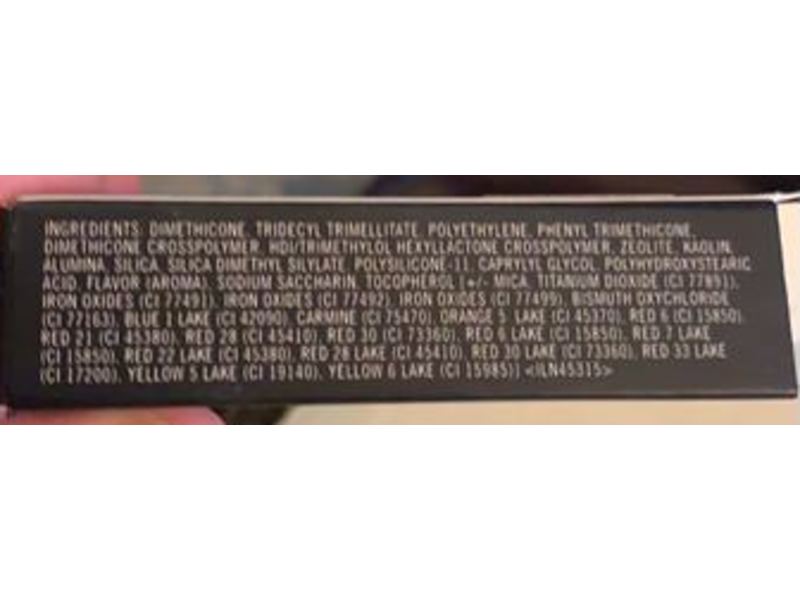 INGREDIENTS: DIMETHICONE, TRIDECYL TRIMELLITATE, POLYETHYLENE, PHENYL TRIMETHICONE,
DIMETHICONE CROSSPOLYMER, HDI/TRIMETHYLOL HEXYLLACTONE CROSSPOLYMER, ZEOLITE, KAOLIN,
ALUMINA, SILICA, SILICA DIMETHYL SILYLATE, POLYSILICONE-11, CAPRYLYL GLYCOL, POLYHYDROXYSTEARIC
ACID, FLAVOR (AROMA), SODIUM SACCHARIN, TOCOPHEROL [+/- MICA, TITANIUM DIOXIDE (CI 77891),
IRON OXIDES (CI 77491), IRON OXIDES (CI 77492), IRON OXIDES (CI 77499), BISMUTH OXYCHLORIDE
(CI 77163), BLUE 1 LAKE (CI 42090), CARMINE (CI 75470), ORANGE 5 LAKE (CI 45370), RED 6 (CI 15850),
RED 21 (CI 45380), RED 28 (CI 45410), RED 30 (CI 73360), RED 6 LAKE (CI 15850), RED 7 LAKE
(CI 15850), RED 22 LAKE (CI 45380), RED 28 LAKE (CI 45410), RED 30 LAKE (CI 73360), RED 33 LAKE
(CI 17200), YELLOW 5 LAKE (CI 19140), YELLOW 6 LAKE (CI 15985)] <ILN45315>